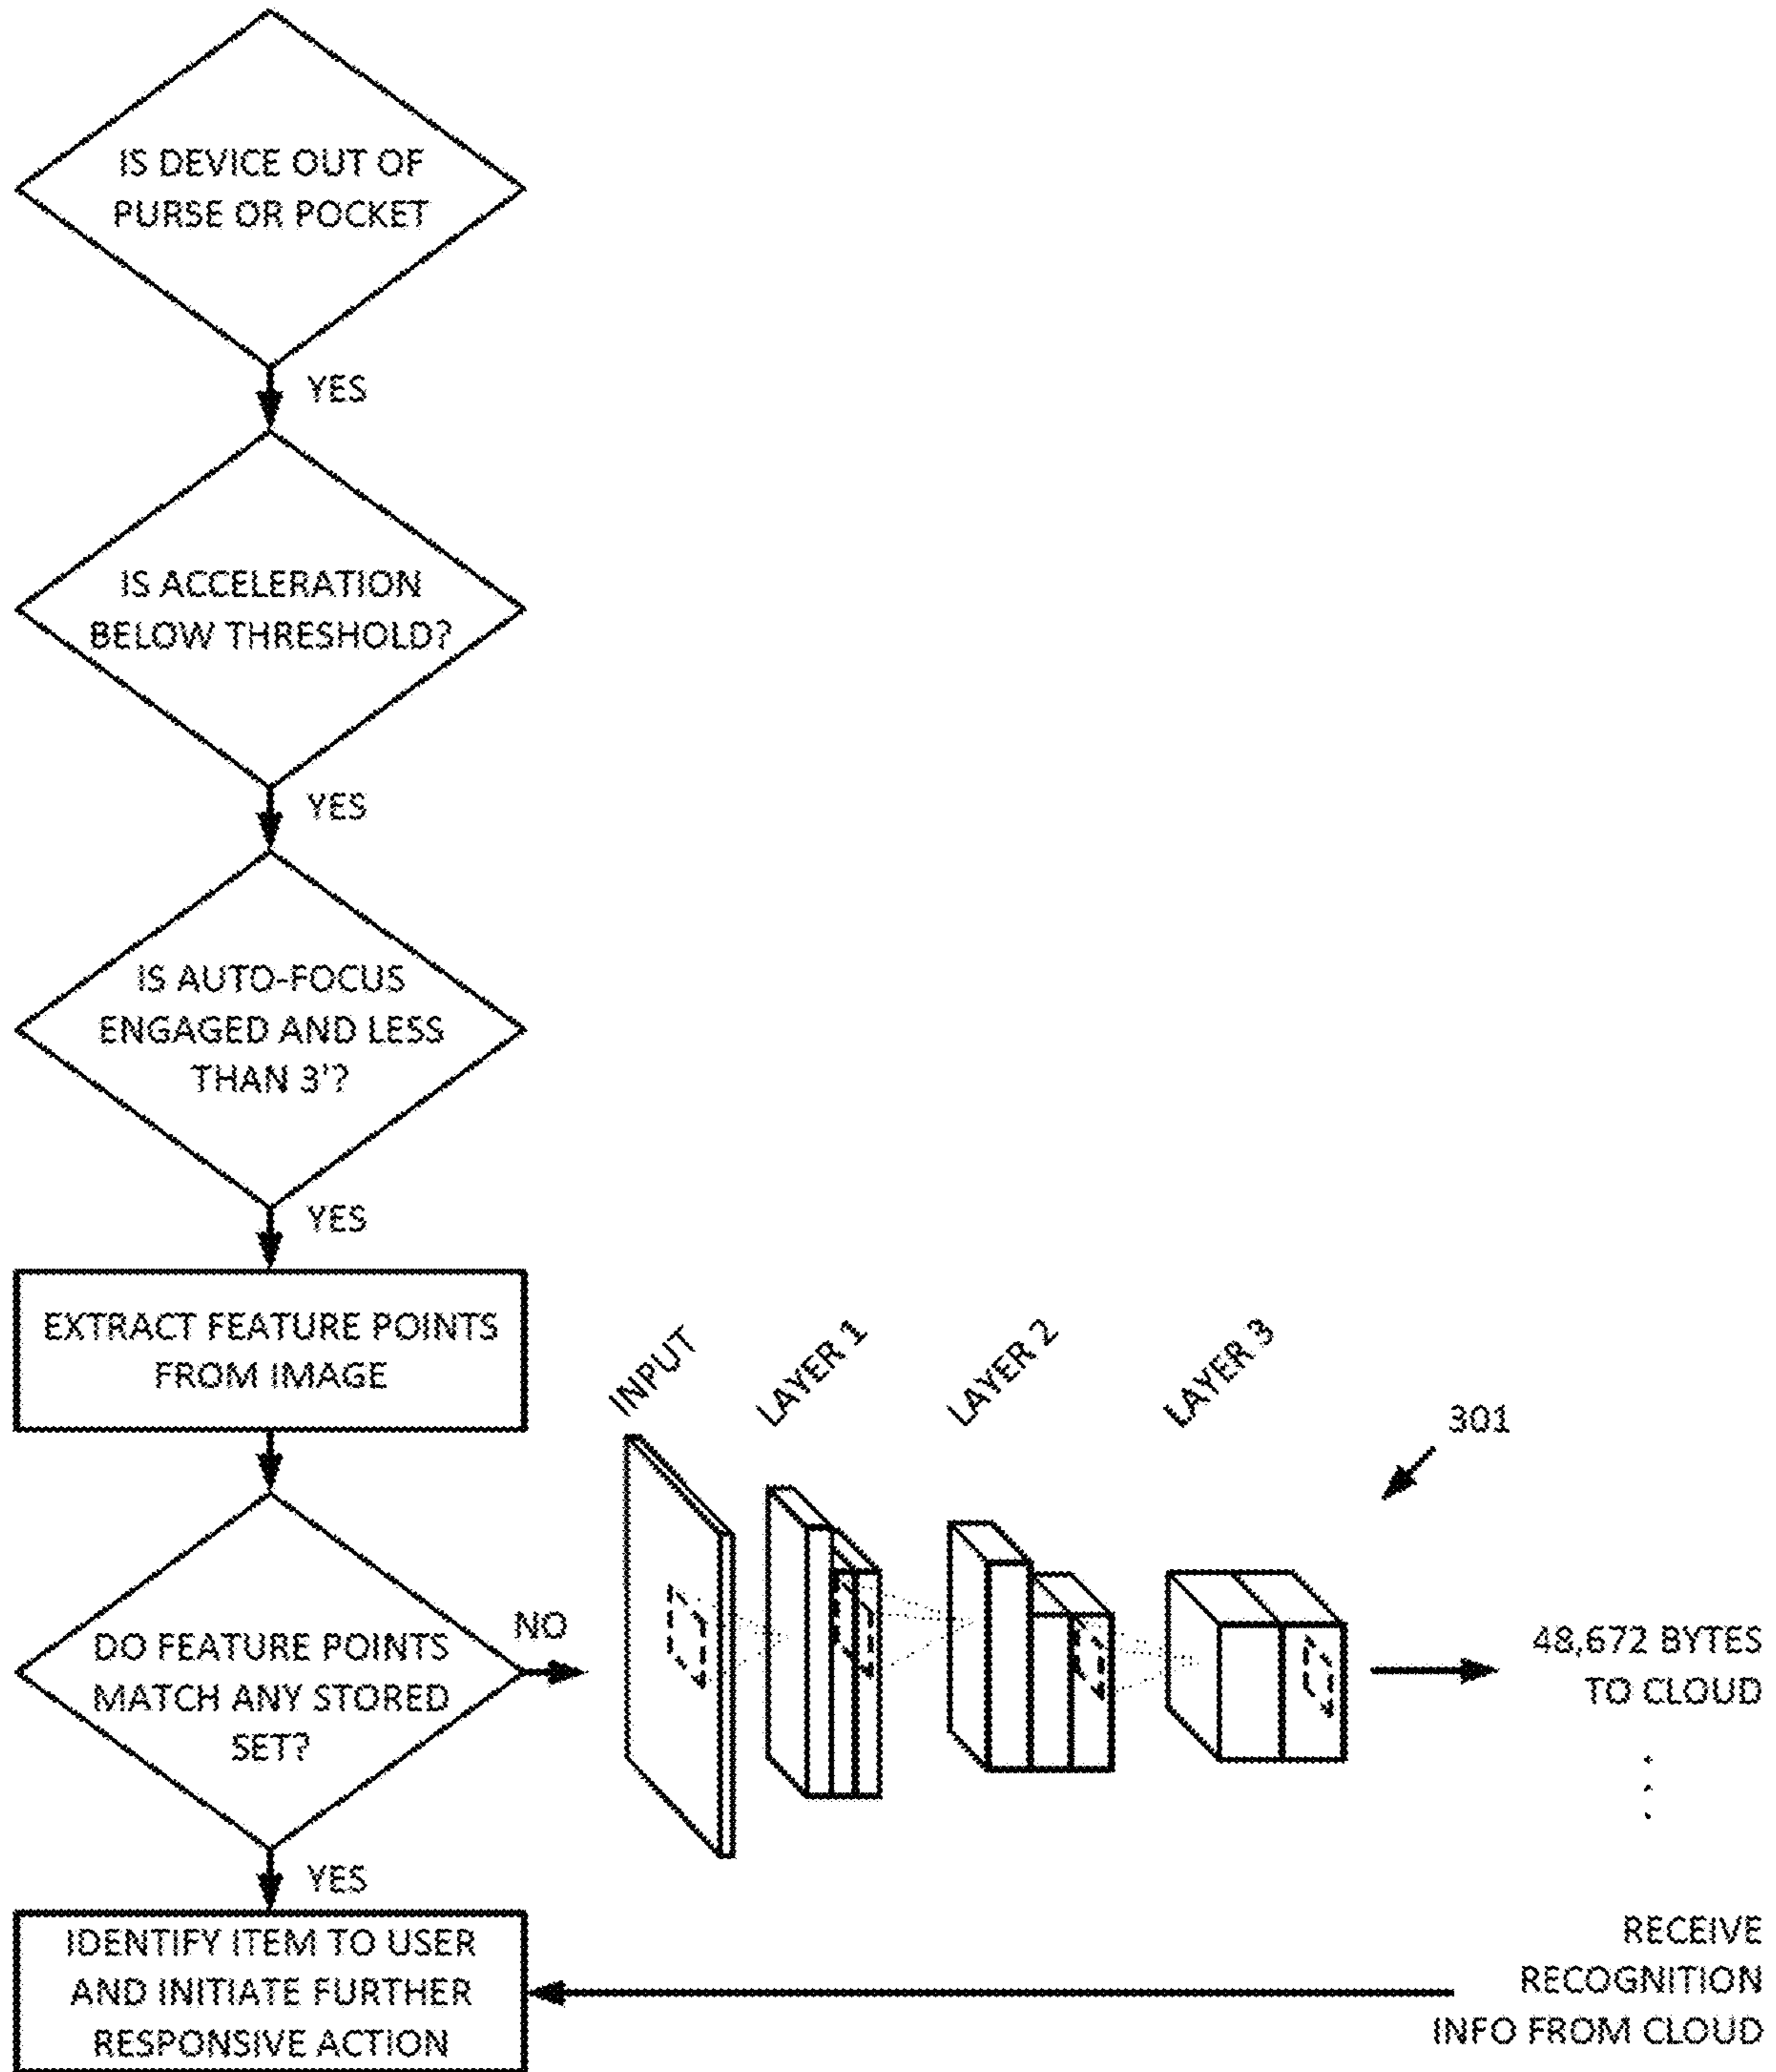 IS DEVICE OUT OF
PURSE OR POCKET
YES
IS ACCELERATION
BELOW THRESHOLD?
YES
IS AUTO-FOCUS
ENGAGED AND LESS
THAN 3'?
YES
EXTRACT FEATURE POINTS
FROM IMAGE
INPUT
LAYER 1
LAYER 2
LAYER 3
301
DO FEATURE POINTS
MATCH ANY STORED
SET?
NO
48,672 BYTES
TO CLOUD
YES
IDENTIFY ITEM TO USER
AND INITIATE FURTHER
RESPONSIVE ACTION
RECEIVE
RECOGNITION
INFO FROM CLOUD